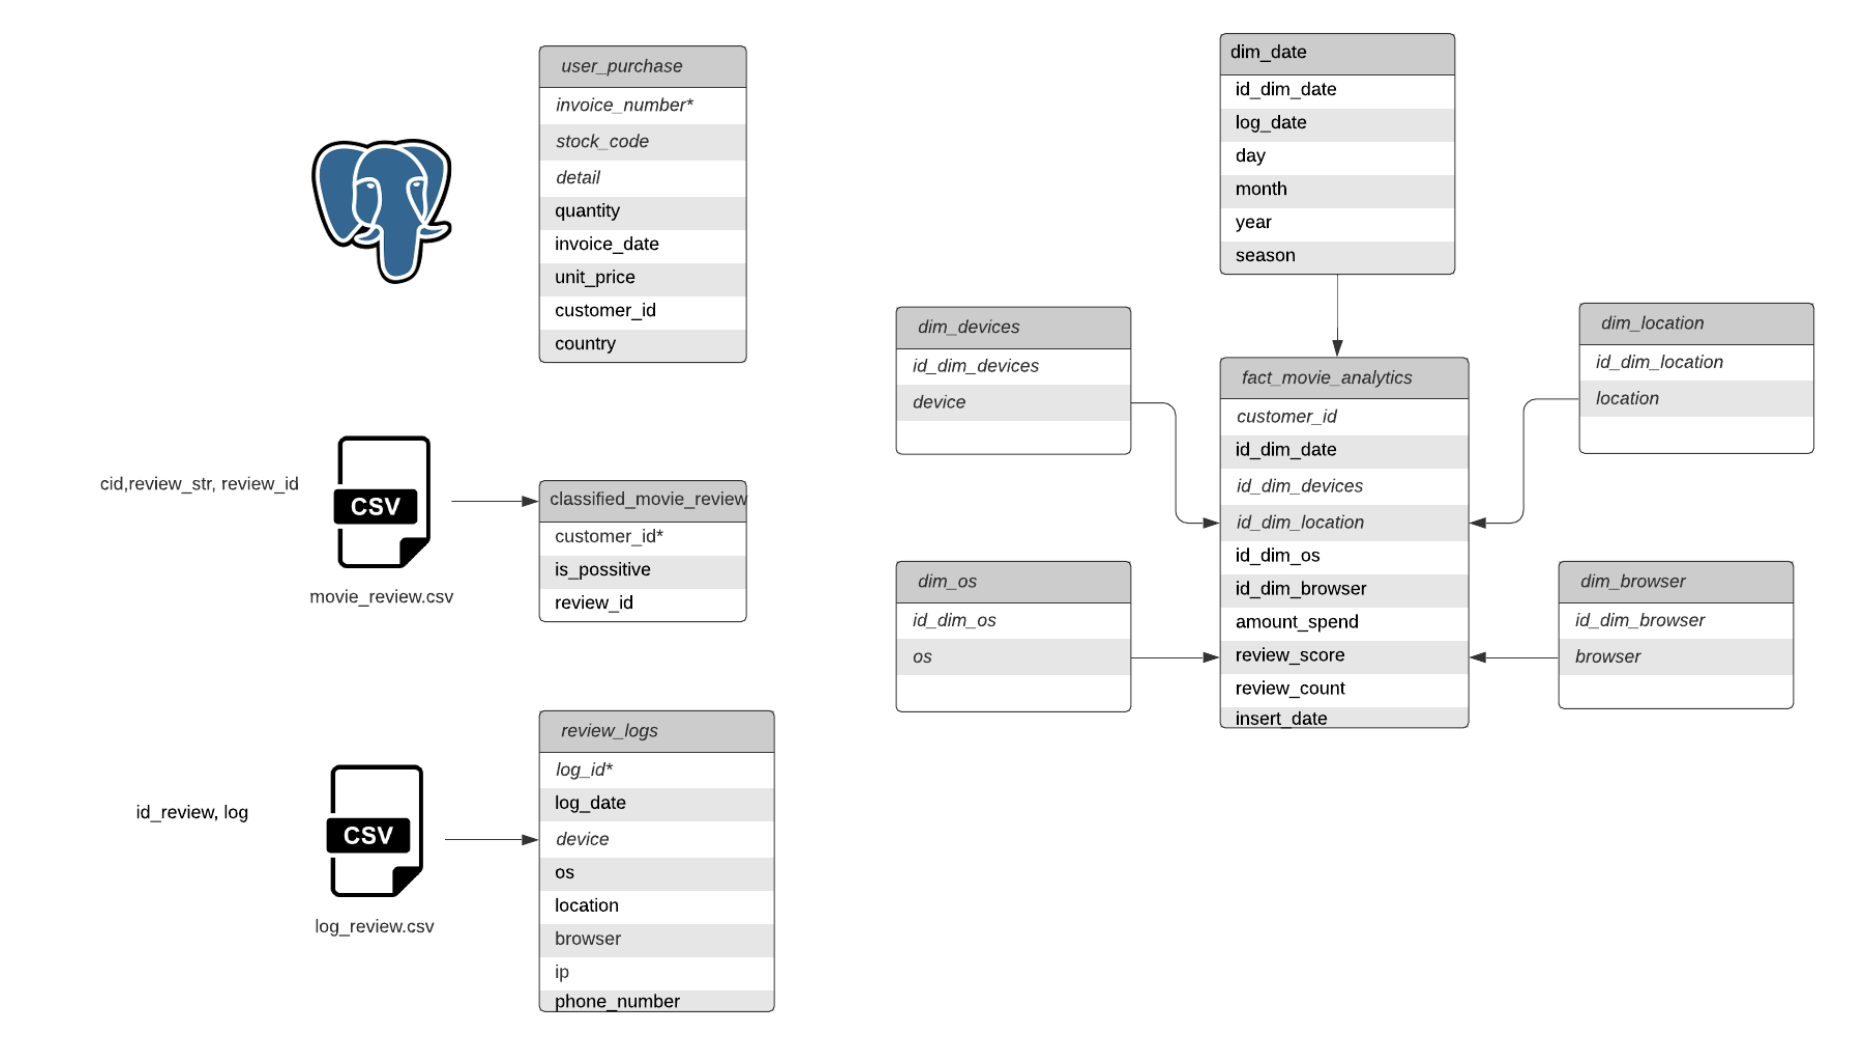 user_purchase
invoice_number*
stock_code
detail
quantity
invoice_date
unit_price
customer_id
country
cid,review_str, review_id
CSV
movie_review.csv
classified_movie_review
customer_id*
is_possitive
review_id
id_review, log
CSV
log_review.csv
review_logs
log_id*
log_date
device
os
location
browser
ip
phone_number
dim_date
id_dim_date
log_date
day
month
year
season
dim_devices
id_dim_devices
device
dim_location
id_dim_location
location
fact_movie_analytics
customer_id
id_dim_date
id_dim_devices
id_dim_location
id_dim_os
id_dim_browser
amount_spend
review_score
review_count
insert_date
dim_os
id_dim_os
os
dim_browser
id_dim_browser
browser